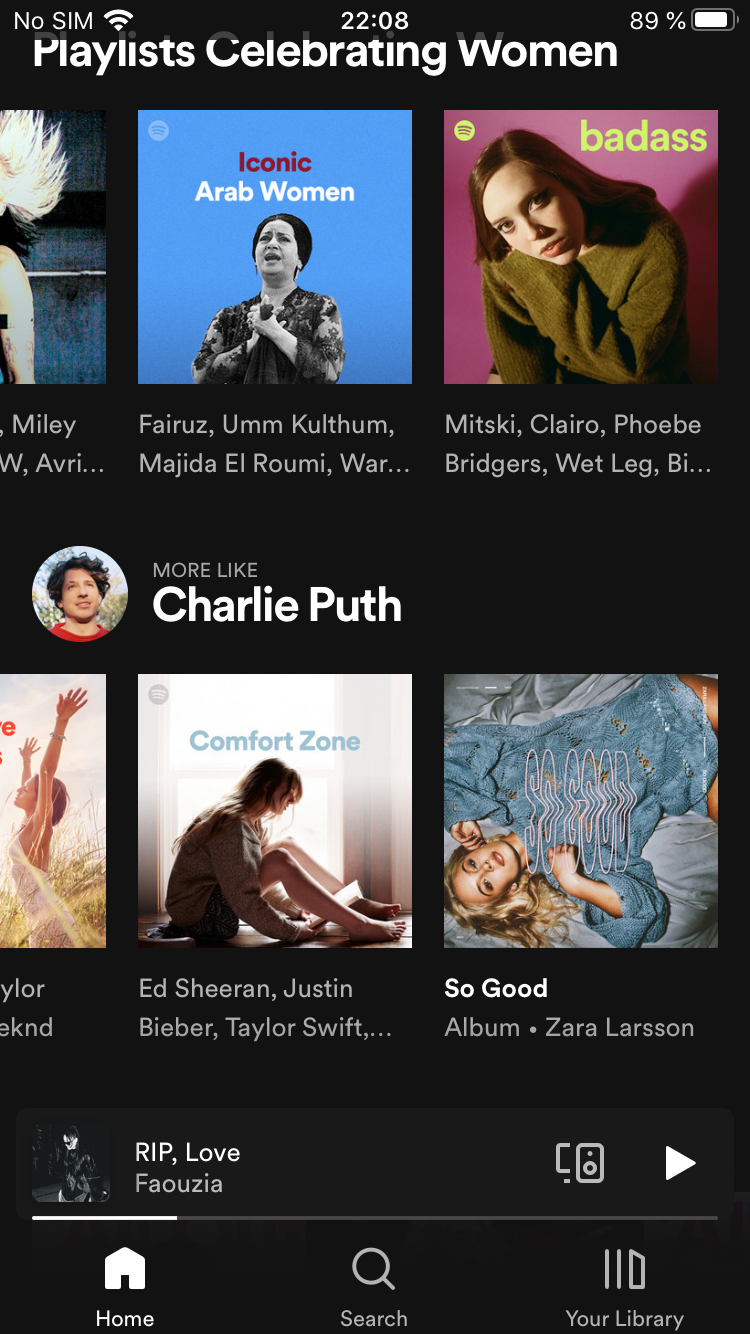 No SIM 22:08 89 %
Playlists Celebrating Women
Iconic
Arab Women
badass
, Miley
W, Avri...
Fairuz, Umm Kulthum,
Majida El Roumi, War...
Mitski, Clairo, Phoebe
Bridgers, Wet Leg, Bi...
MORE LIKE
Charlie Puth
Comfort Zone
SO GOOD
ylor
eknd
Ed Sheeran, Justin
Bieber, Taylor Swift,...
So Good
Album • Zara Larsson
RIP, Love
Faouzia
Home
Search
Your Library